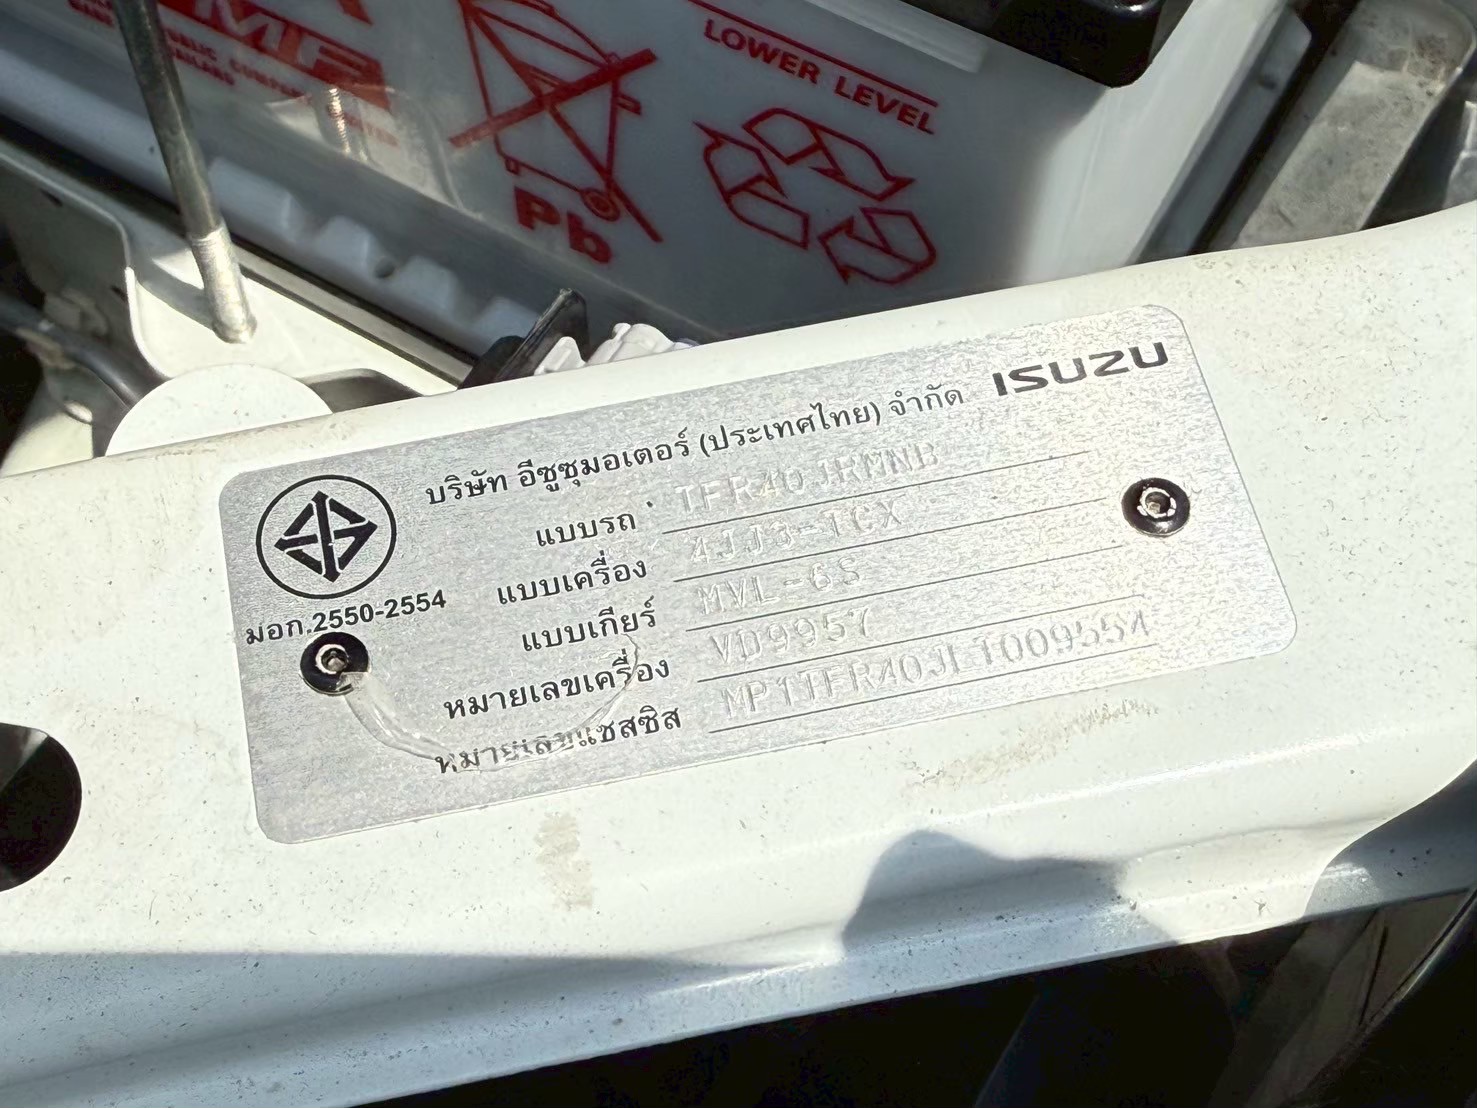 LOWER LEVEL
Pb
ISUZU
บริษัท อีซูซุมอเตอร์ (ประเทศไทย) จำกัด
แบบรถ TFR40JRMNB
แบบเครื่อง 4JJ3-TCX
แบบเกียร์ MVL-6S
มอก.2550-2554
หมายเลขเครื่อง VD9957
หมายเลขแชสซิส MP1TFR40JLT009554